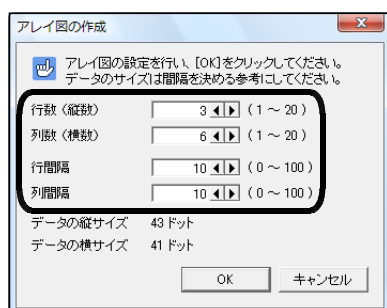 アレイ図の作成
アレイ図の設定を行い、[OK]をクリックしてください。
データのサイズは間隔を決める参考にしてください。
行数（縦数） 3 （1～20）
列数（横数） 6 （1～20）
行間隔 10 （0～100）
列間隔 10 （0～100）
データの縦サイズ 43 ドット
データの横サイズ 41 ドット
OK キャンセル